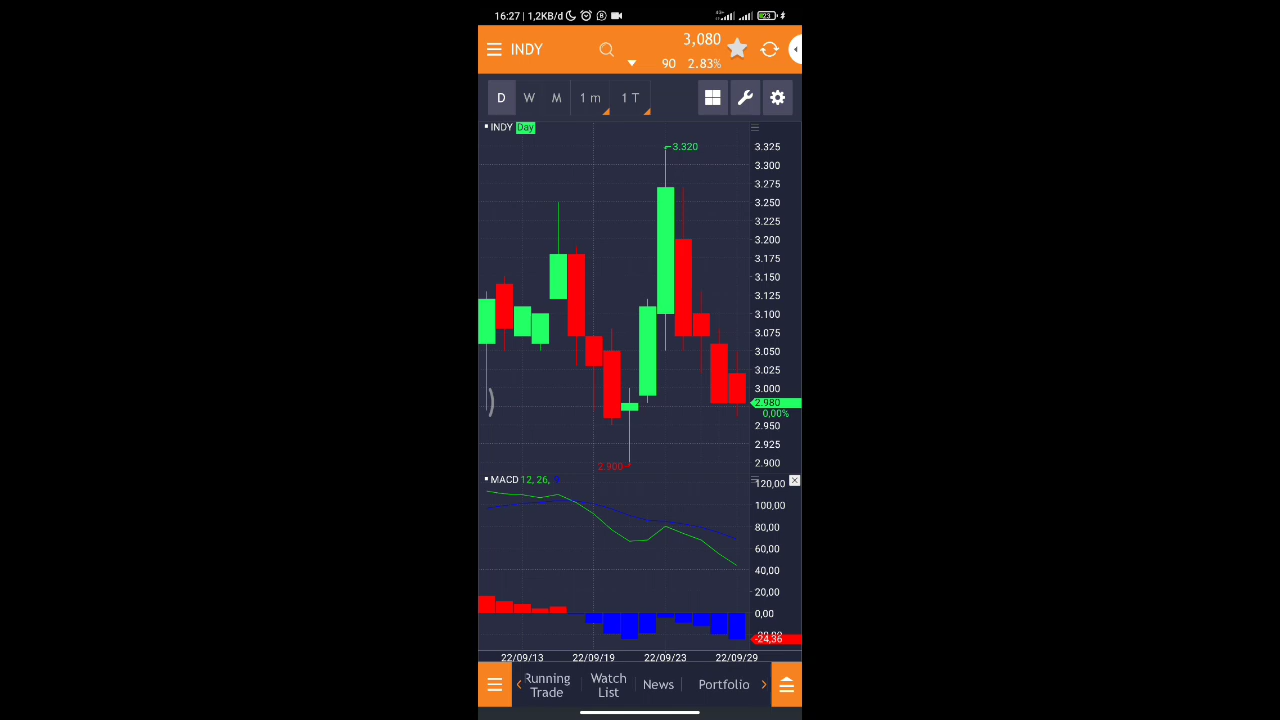 16:27 | 1,2KB/d
23
INDY
3,080
90 2.83%
D W M 1 m 1 T
INDY Day
3.320
3.325
3.300
3.275
3.250
3.225
3.200
3.175
3.150
3.125
3.100
3.075
3.050
3.025
3.000
2.980
0,00%
2.950
2.925
2.900
2.900
MACD 12, 26,
120,00
100,00
80,00
60,00
40,00
20,00
0,00
-24,36
22/09/13 22/09/19 22/09/23 22/09/29
Running
Trade
Watch
List
News
Portfolio